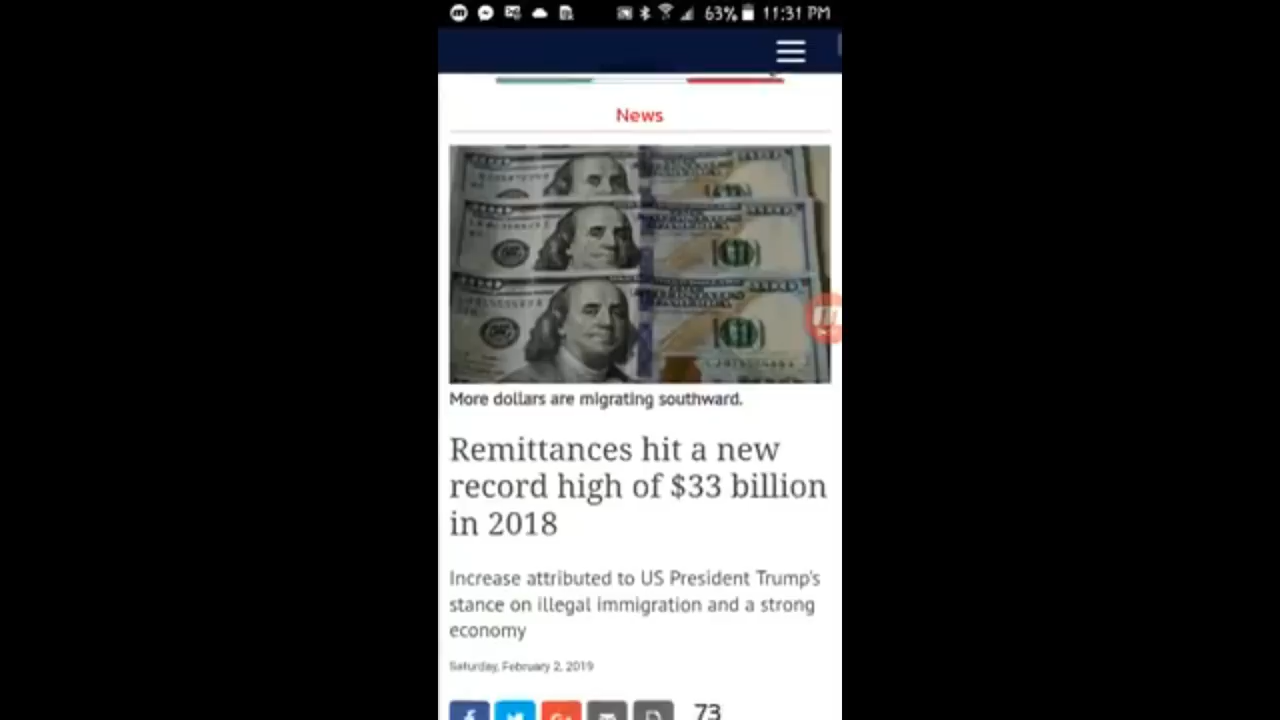 63% 11:31 PM
News
More dollars are migrating southward.
Remittances hit a new
record high of $33 billion
in 2018
Increase attributed to US President Trump's
stance on illegal immigration and a strong
economy
Saturday, February 2, 2019
73